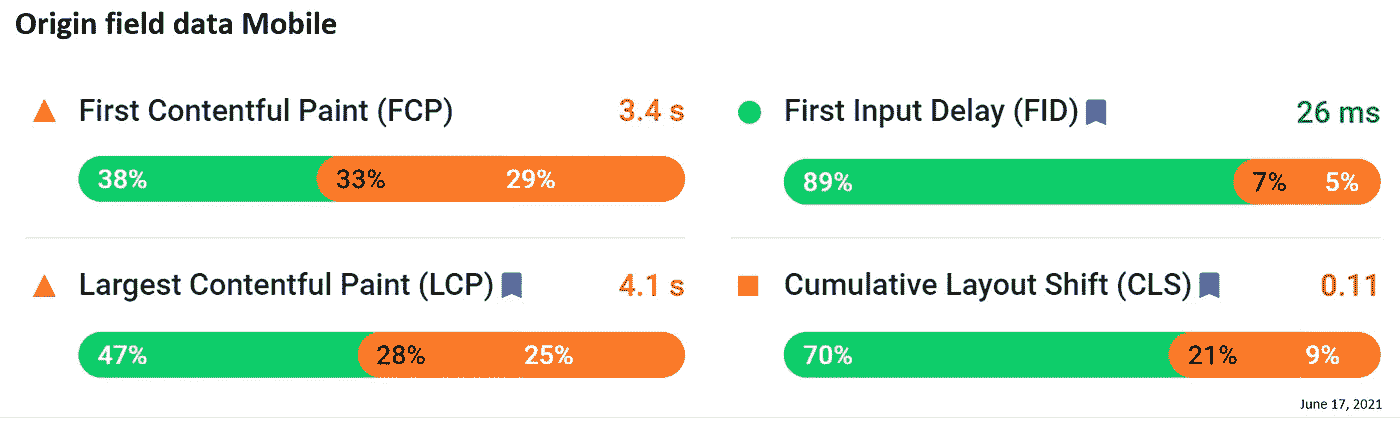 Origin field data Mobile
First Contentful Paint (FCP) 3.4 s
38% 33% 29%
First Input Delay (FID) 26 ms
89% 7% 5%
Largest Contentful Paint (LCP) 4.1 s
47% 28% 25%
Cumulative Layout Shift (CLS) 0.11
70% 21% 9%
June 17, 2021